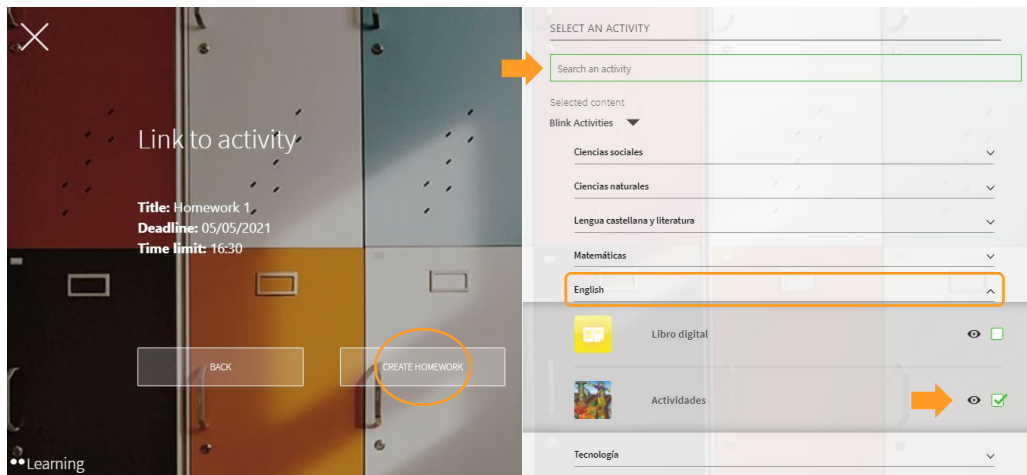 Link to activity
Title: Homework 1
Deadline: 05/05/2021
Time limit: 16:30
BACK
CREATE HOMEWORK
Learning
SELECT AN ACTIVITY
Search an activity
Selected content
Blink Activities
Ciencias sociales
Ciencias naturales
Lengua castellana y literatura
Matemáticas
English
Libro digital
Actividades
Tecnología